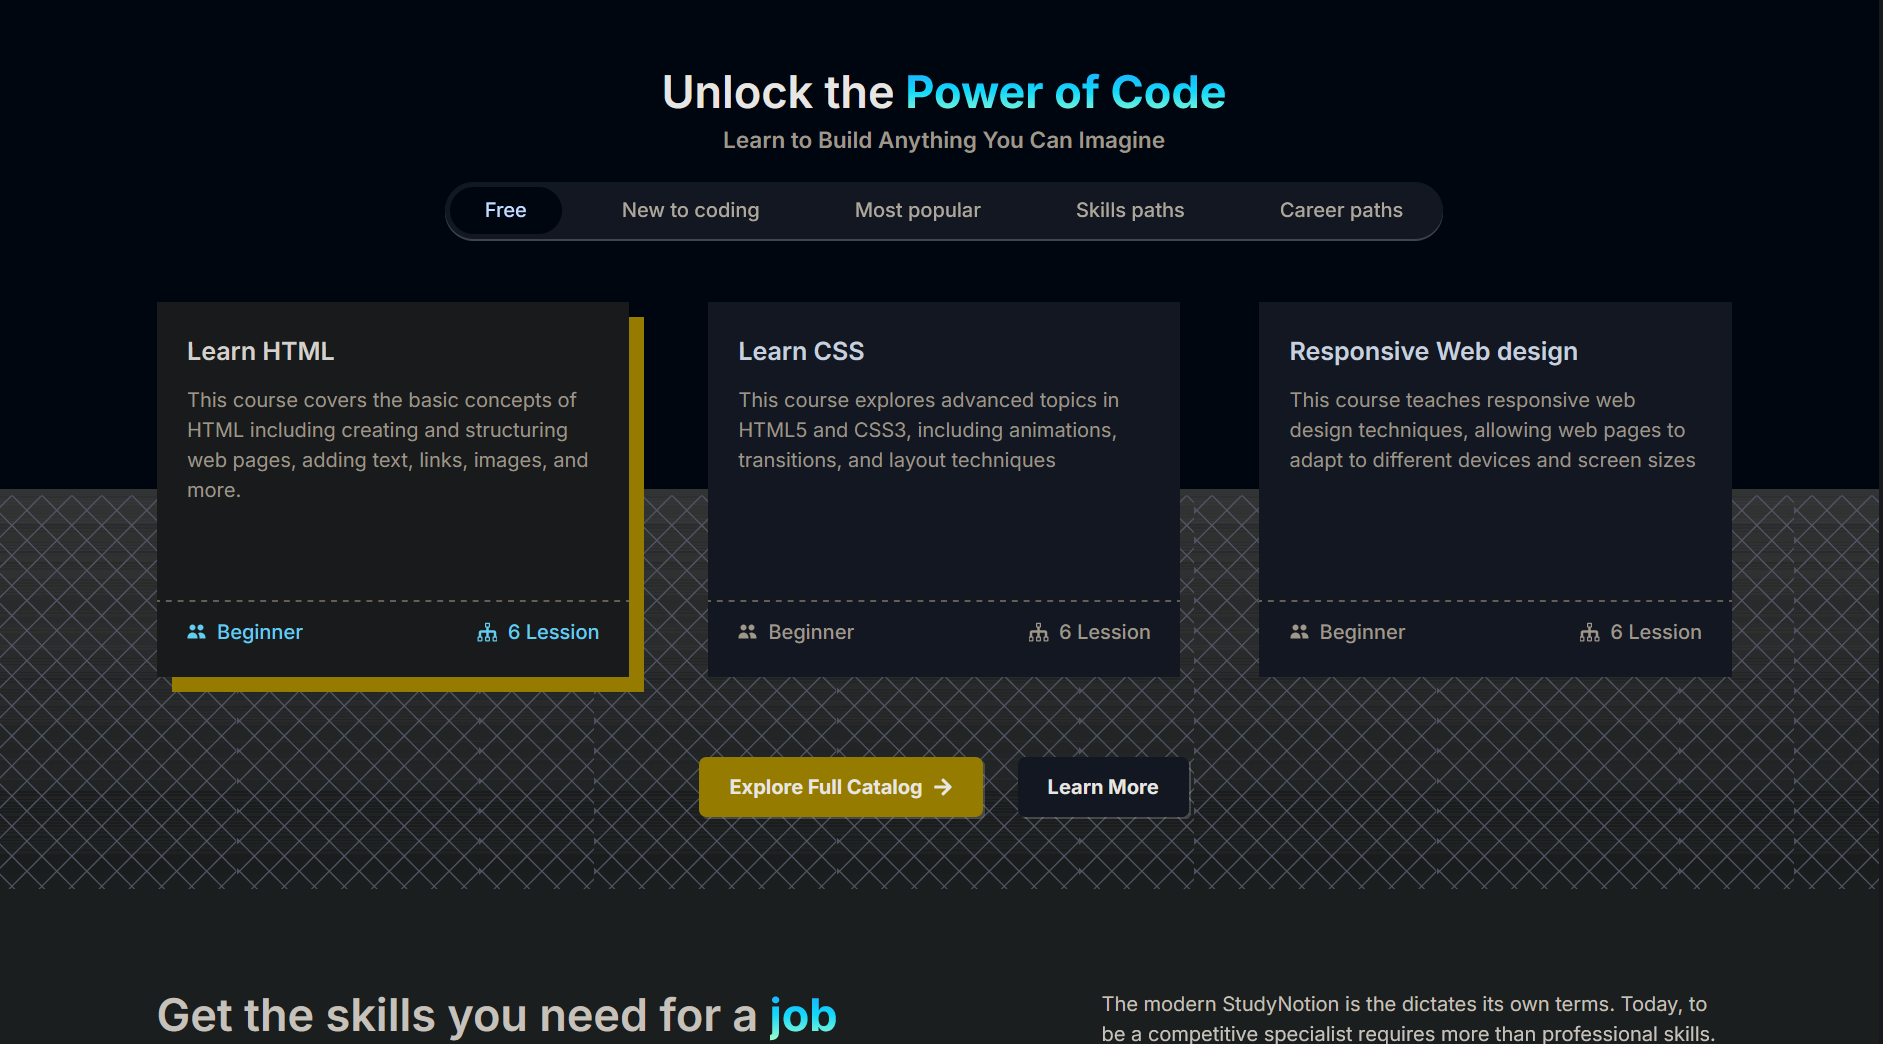 Unlock the Power of Code
Learn to Build Anything You Can Imagine
Free New to coding Most popular Skills paths Career paths
Learn HTML
This course covers the basic concepts of
HTML including creating and structuring
web pages, adding text, links, images, and
more.
Beginner 6 Lession
Learn CSS
This course explores advanced topics in
HTML5 and CSS3, including animations,
transitions, and layout techniques
Beginner 6 Lession
Responsive Web design
This course teaches responsive web
design techniques, allowing web pages to
adapt to different devices and screen sizes
Beginner 6 Lession
Explore Full Catalog
Learn More
Get the skills you need for a job
The modern StudyNotion is the dictates its own terms. Today, to
be a competitive specialist requires more than professional skills.